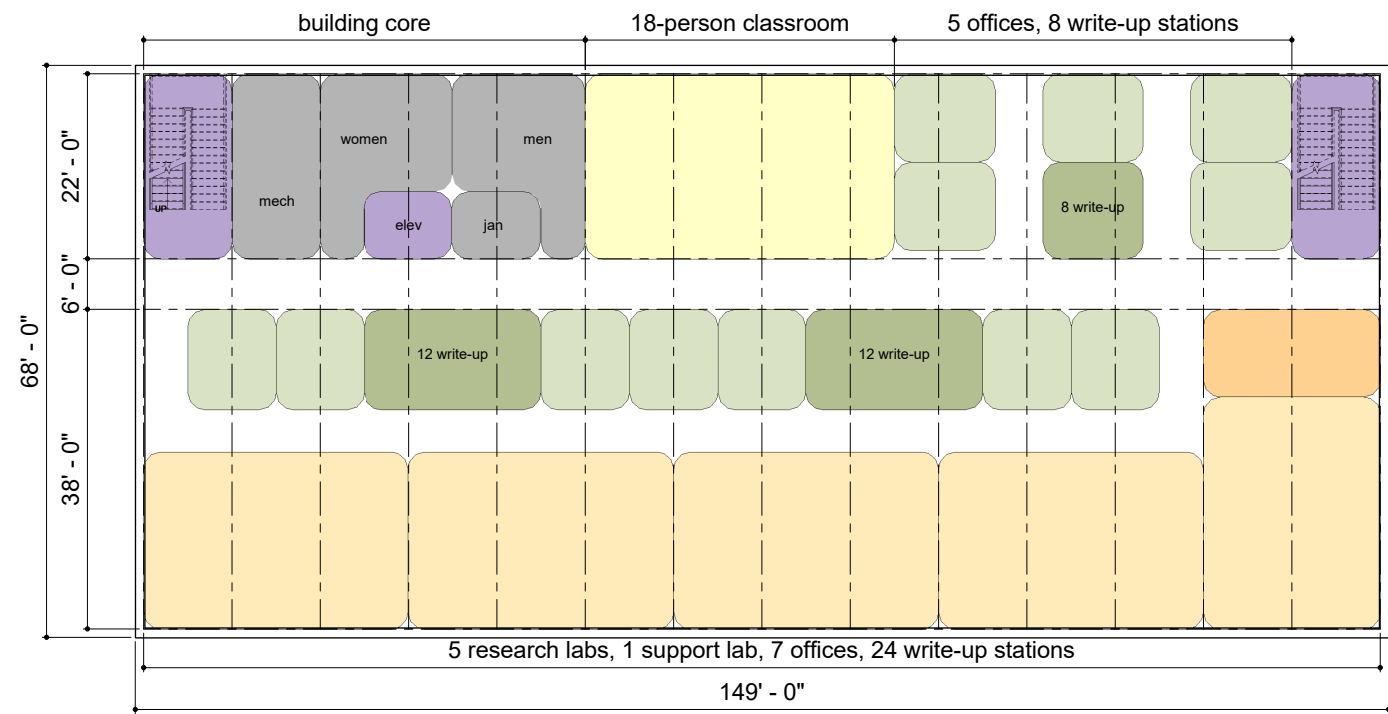 building core
18-person classroom
5 offices, 8 write-up stations
22' - 0"
6' - 0"
68' - 0"
38' - 0"
UP
mech
women
men
elev
jan
8 write-up
12 write-up
12 write-up
5 research labs, 1 support lab, 7 offices, 24 write-up stations
149' - 0"